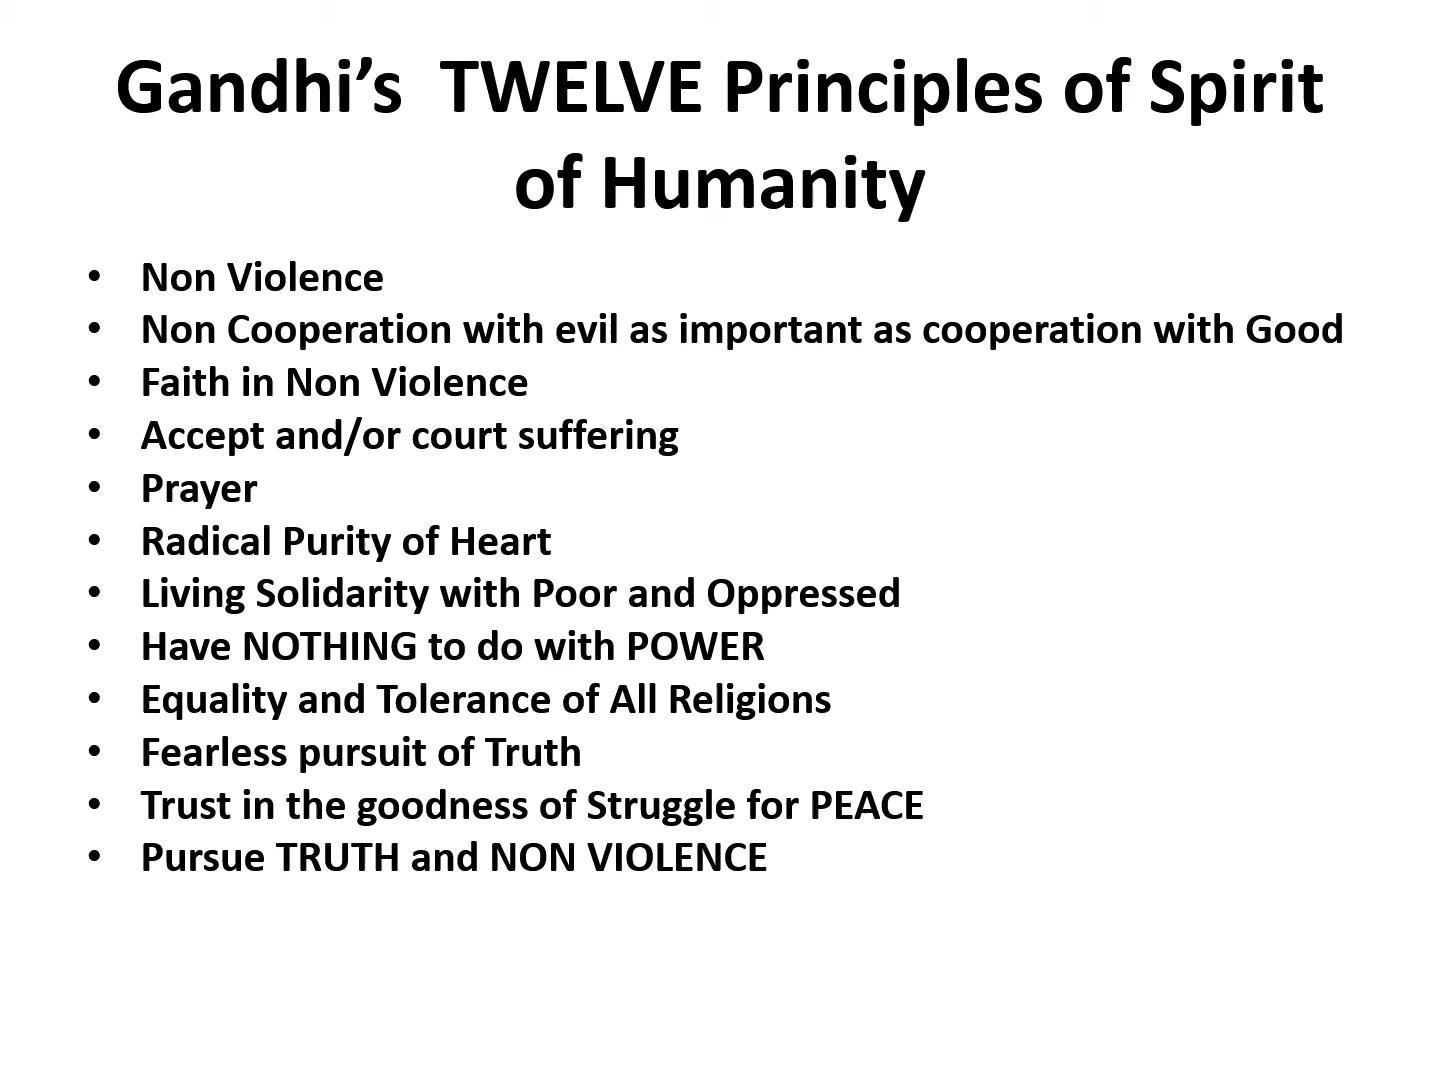 Gandhi’s  TWELVE Principles of Spirit
of Humanity
• Non Violence
• Non Cooperation with evil as important as cooperation with Good
• Faith in Non Violence
• Accept and/or court suffering
• Prayer
• Radical Purity of Heart
• Living Solidarity with Poor and Oppressed
• Have NOTHING to do with POWER
• Equality and Tolerance of All Religions
• Fearless pursuit of Truth
• Trust in the goodness of Struggle for PEACE
• Pursue TRUTH and NON VIOLENCE